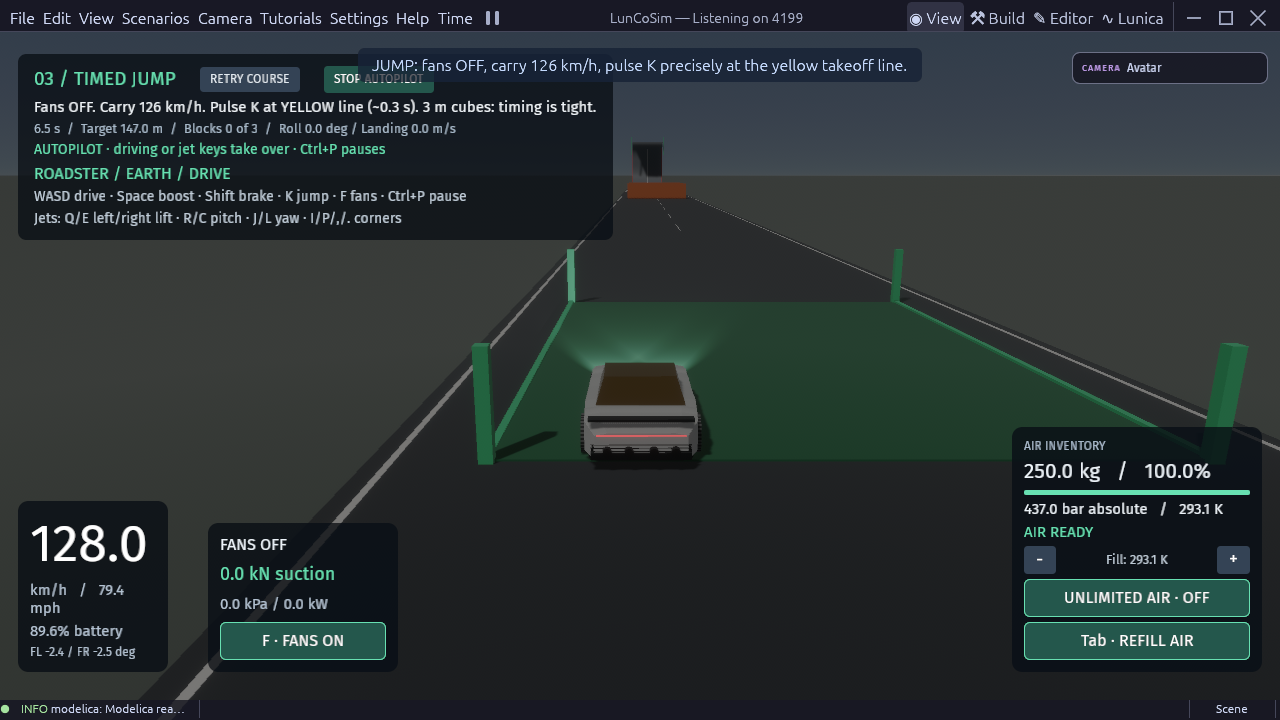 File Edit View Scenarios Camera Tutorials Settings Help Time
LunCoSim — Listening on 4199
View Build Editor Lunica
JUMP: fans OFF, carry 126 km/h, pulse K precisely at the yellow takeoff line.
03 / TIMED JUMP RETRY COURSE STOP AUTOPILOT
Fans OFF. Carry 126 km/h. Pulse K at YELLOW line (~0.3 s). 3 m cubes: timing is tight.
6.5 s / Target 147.0 m / Blocks 0 of 3 / Roll 0.0 deg / Landing 0.0 m/s
AUTOPILOT · driving or jet keys take over · Ctrl+P pauses
ROADSTER / EARTH / DRIVE
WASD drive · Space boost · Shift brake · K jump · F fans · Ctrl+P pause
Jets: Q/E left/right lift · R/C pitch · J/L yaw · I/P/,/. corners
CAMERA Avatar
128.0
km/h / 79.4
mph
89.6% battery
FL -2.4 / FR -2.5 deg
FANS OFF
0.0 kN suction
0.0 kPa / 0.0 kW
F · FANS ON
AIR INVENTORY
250.0 kg / 100.0%
437.0 bar absolute / 293.1 K
AIR READY
- Fill: 293.1 K +
UNLIMITED AIR · OFF
Tab · REFILL AIR
INFO modelica: Modelica rea...
Scene